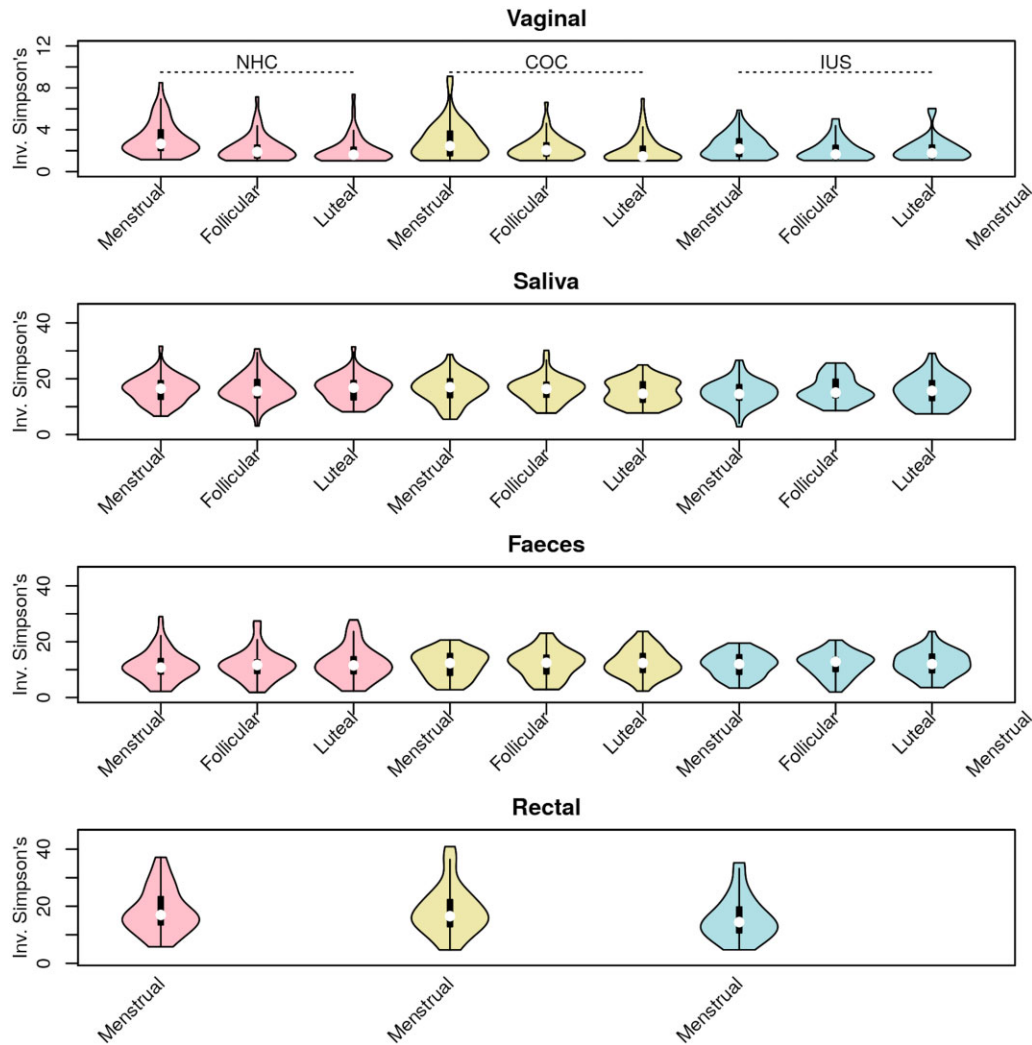 Vaginal
Inv. Simpson's
12
8
4
0
NHC COC IUS
Menstrual Follicular Luteal Menstrual Follicular Luteal Menstrual Follicular Luteal Menstrual
Saliva
Inv. Simpson's
40
20
0
Menstrual Follicular Luteal Menstrual Follicular Luteal Menstrual Follicular Luteal
Faeces
Inv. Simpson's
40
20
0
Menstrual Follicular Luteal Menstrual Follicular Luteal Menstrual Follicular Luteal Menstrual
Rectal
Inv. Simpson's
40
20
0
Menstrual Menstrual Menstrual